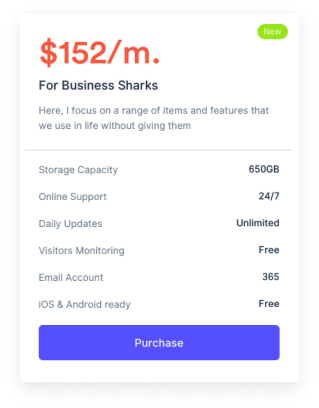 New
$152/m.
For Business Sharks
Here, I focus on a range of items and features that
we use in life without giving them
Storage Capacity 650GB
Online Support 24/7
Daily Updates Unlimited
Visitors Monitoring Free
Email Account 365
iOS & Android ready Free
Purchase